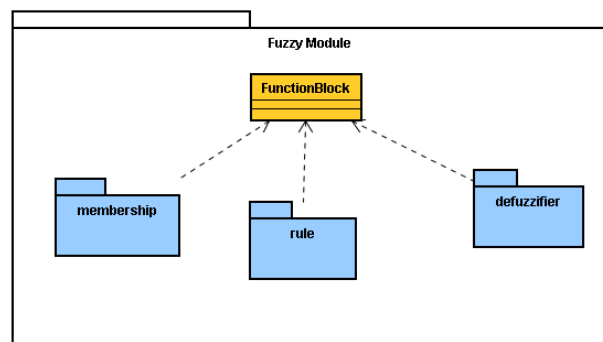 Fuzzy Module
FunctionBlock
membership
rule
defuzzifier